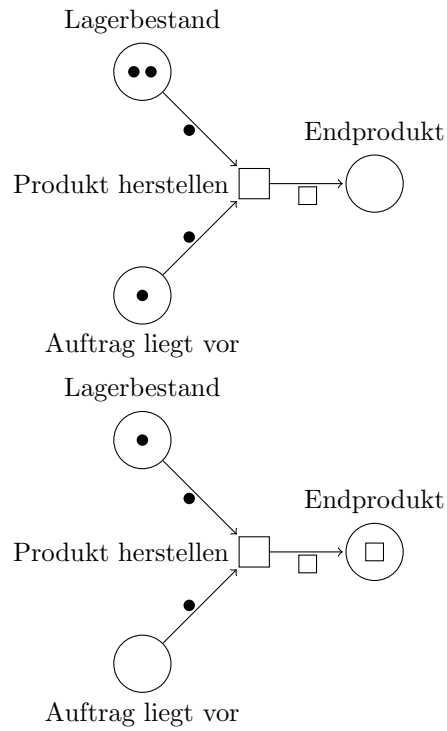 Lagerbestand
Endprodukt
Produkt herstellen
Auftrag liegt vor
Lagerbestand
Endprodukt
Produkt herstellen
Auftrag liegt vor